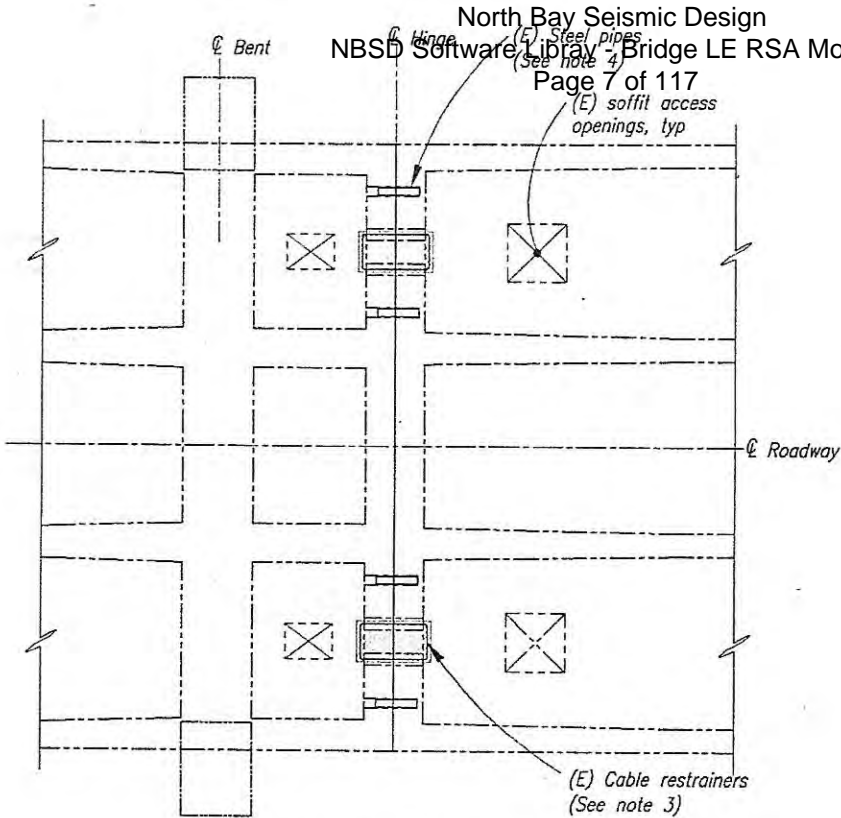 North Bay Seismic Design
NBSD Software Libray - Bridge LE RSA Mo
Page 7 of 117
℄ Bent
℄ Hinge
(E) Steel pipes
(See note 4)
(E) soffit access
openings, typ
℄ Roadway
(E) Cable restrainers
(See note 3)